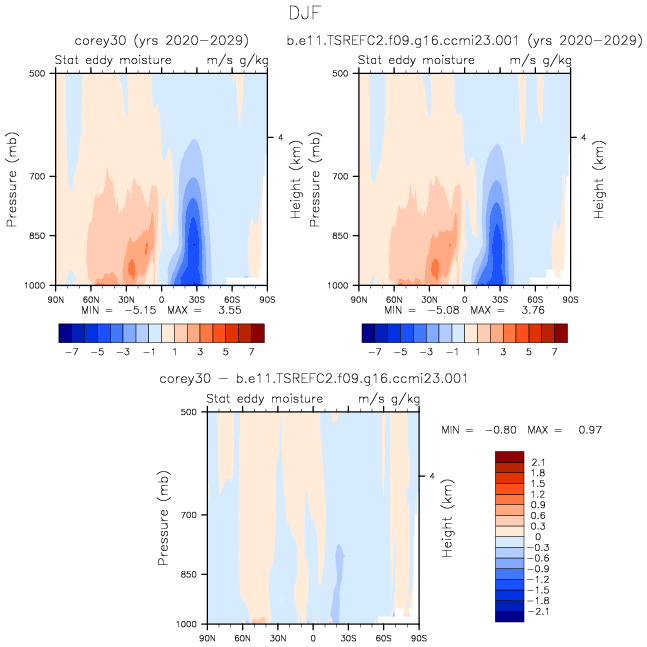 DJF
corey30 (yrs 2020-2029)
b.e11.TSREFC2.f09.g16.ccmi23.001 (yrs 2020-2029)
Stat eddy moisture m/s g/kg
Stat eddy moisture m/s g/kg
500 700 850 1000
Pressure (mb)
4
Height (km)
90N 60N 30N 0 30S 60S 90S
MIN = -5.15 MAX = 3.55
-7 -5 -3 -1 1 3 5 7
500 700 850 1000
Pressure (mb)
4
Height (km)
90N 60N 30N 0 30S 60S 90S
MIN = -5.08 MAX = 3.76
-7 -5 -3 -1 1 3 5 7
corey30 - b.e11.TSREFC2.f09.g16.ccmi23.001
Stat eddy moisture m/s g/kg
500 700 850 1000
Pressure (mb)
4
Height (km)
90N 60N 30N 0 30S 60S 90S
MIN = -0.80 MAX = 0.97
2.1
1.8
1.5
1.2
0.9
0.6
0.3
0
-0.3
-0.6
-0.9
-1.2
-1.5
-1.8
-2.1